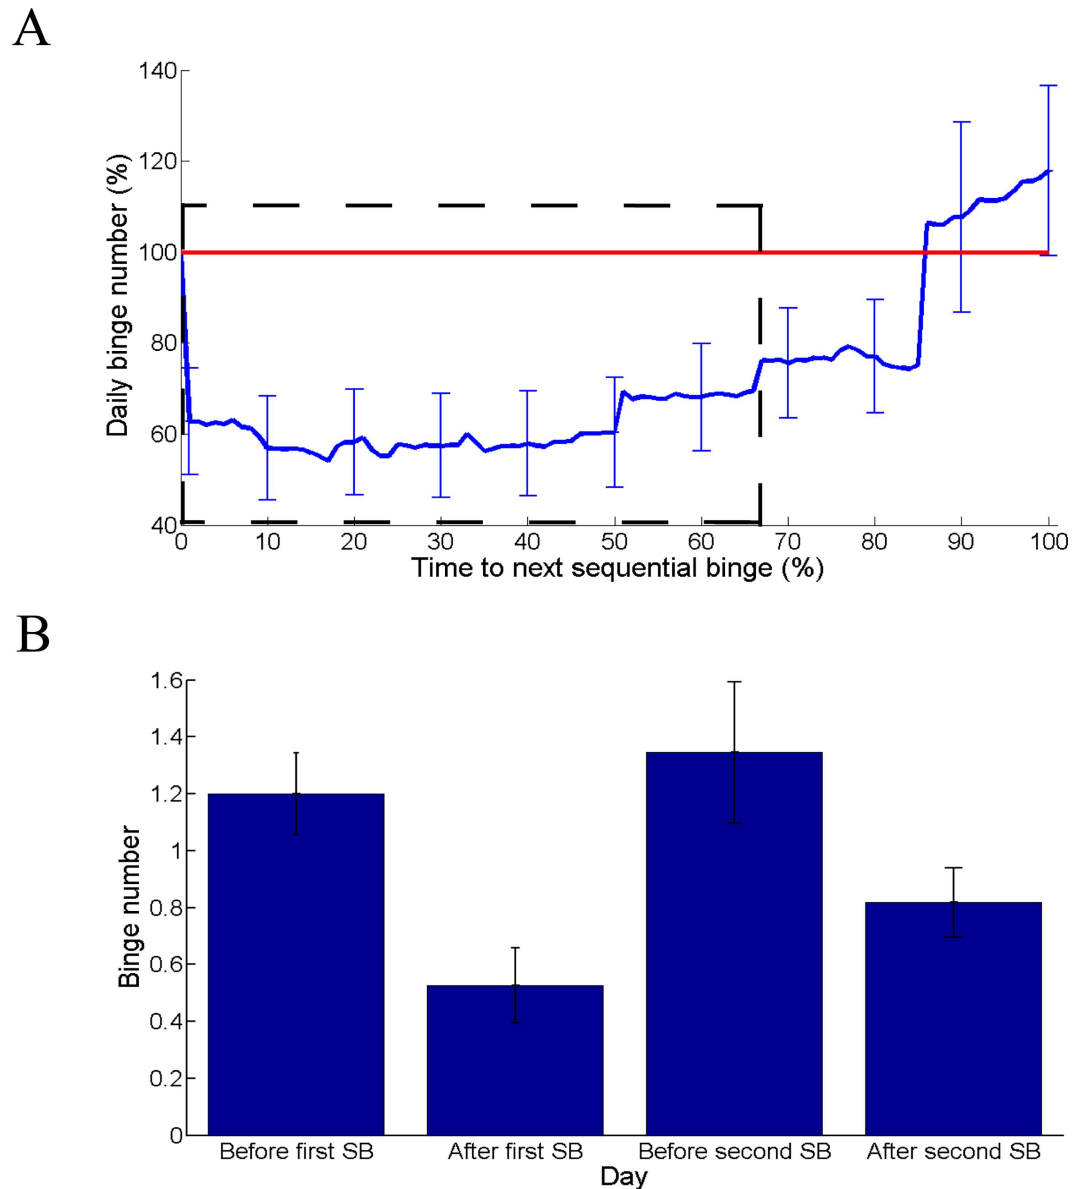 A
140
120
100
80
60
40
Daily binge number (%)
0 10 20 30 40 50 60 70 80 90 100
Time to next sequential binge (%)
B
1.6
1.4
1.2
1
0.8
0.6
0.4
0.2
0
Binge number
Before first SB After first SB Before second SB After second SB
Day